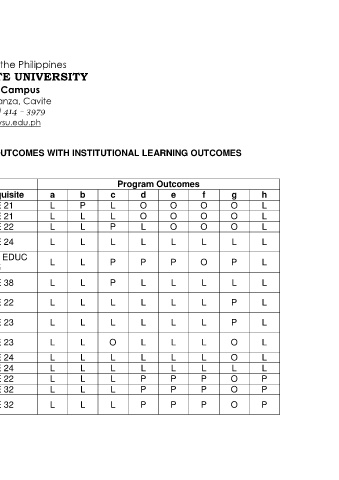 the Philippines
TE UNIVERSITY
Campus
anza, Cavite
414 - 3979
vsu.edu.ph
OUTCOMES WITH INSTITUTIONAL LEARNING OUTCOMES
Program Outcomes
quisite a b c d e f g h
E 21 L P L O O O O L
E 21 L L L O O O O L
E 22 L L P L O O O L
E 24 L L L L L L L L
EDUC L L P P P O P L
E 38 L L P L L L L L
E 22 L L L L L L P L
E 23 L L L L L L P L
E 23 L L O L L L O L
E 24 L L L L L L O L
E 24 L L L L L L L L
E 22 L L L P P P O P
E 32 L L L P P P O P
E 32 L L L P P P O P